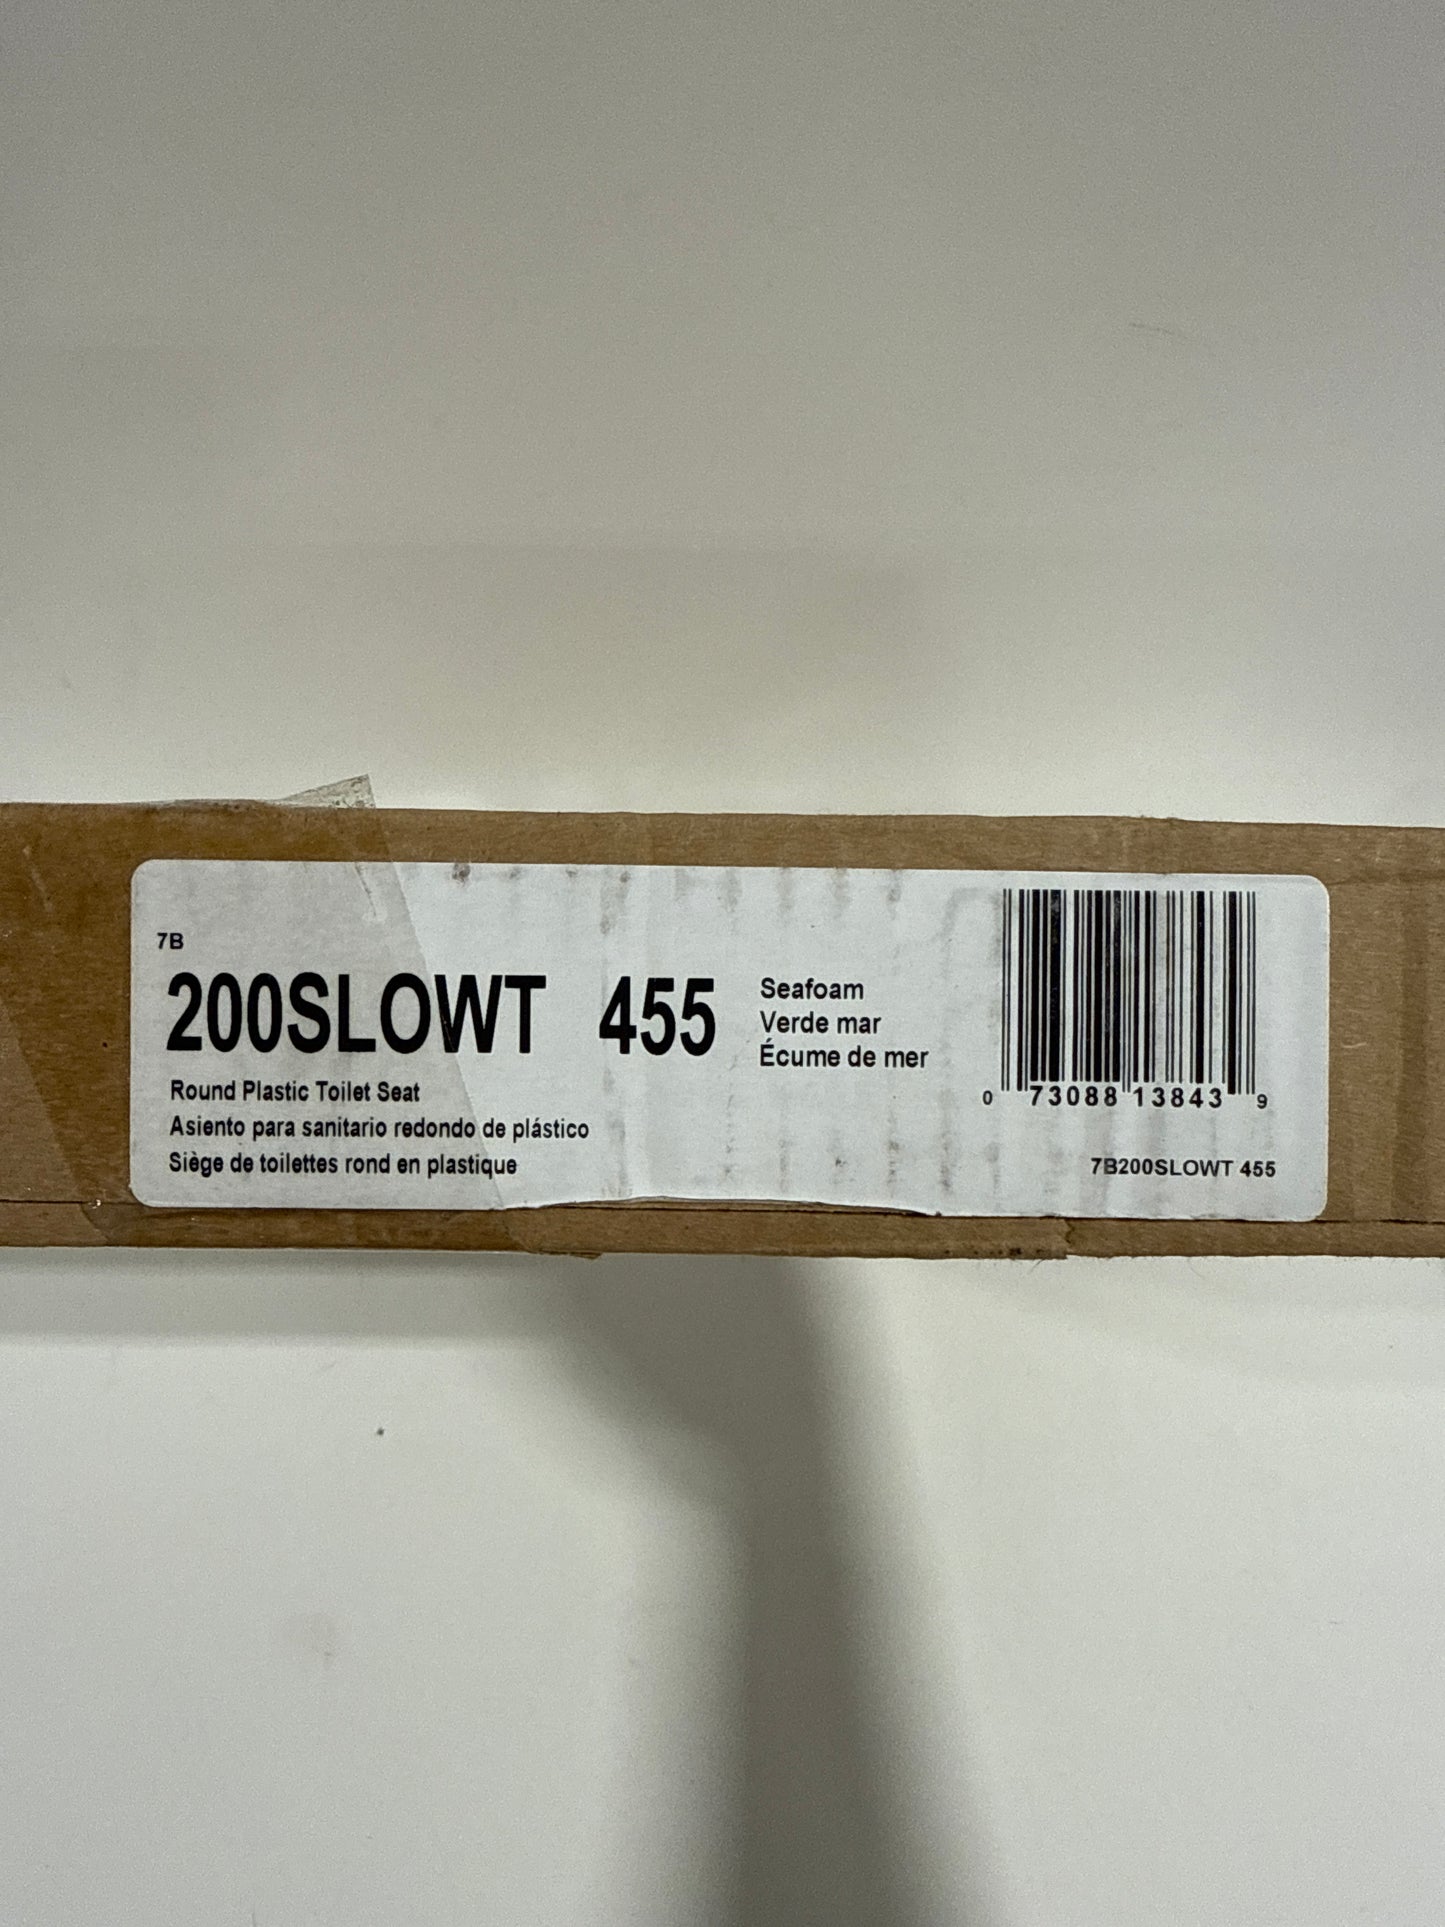 7B
200SLOWT 455
Seafoam
Verde mar
Écume de mer
Round Plastic Toilet Seat
Asiento para sanitario redondo de plástico
Siège de toilettes rond en plastique
0 73088 13843 9
7B200SLOWT 455